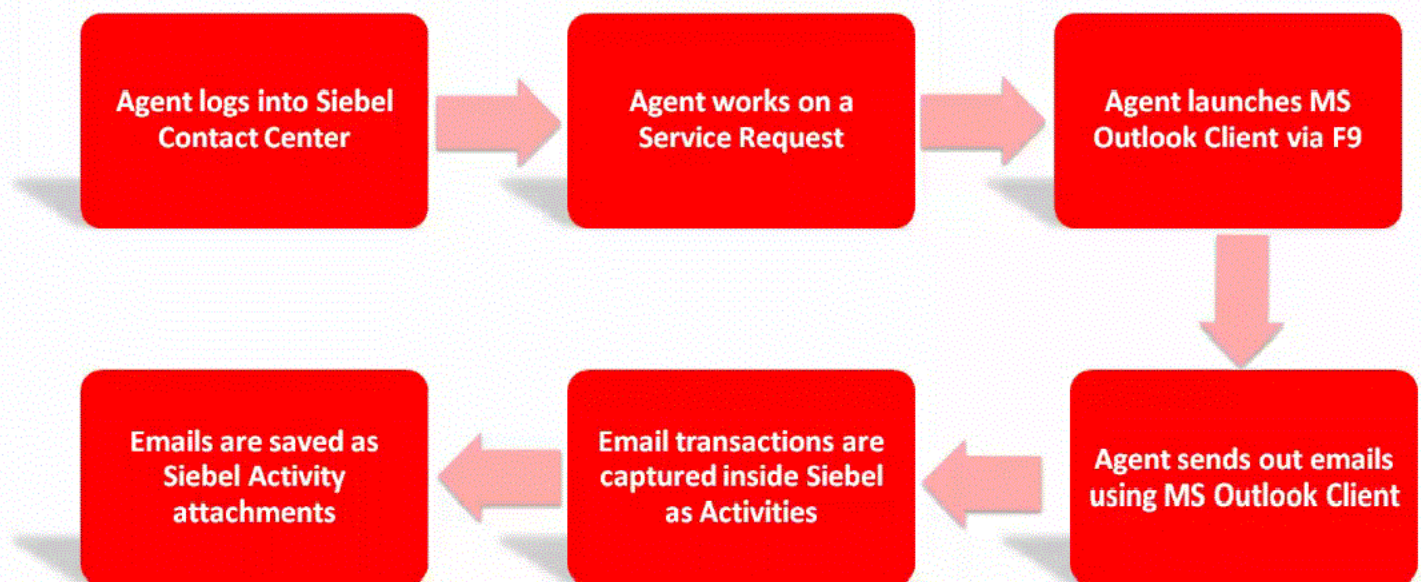 Agent logs into Siebel
Contact Center
Agent works on a
Service Request
Agent launches MS
Outlook Client via F9
Agent sends out emails
using MS Outlook Client
Email transactions are
captured inside Siebel
as Activities
Emails are saved as
Siebel Activity
attachments